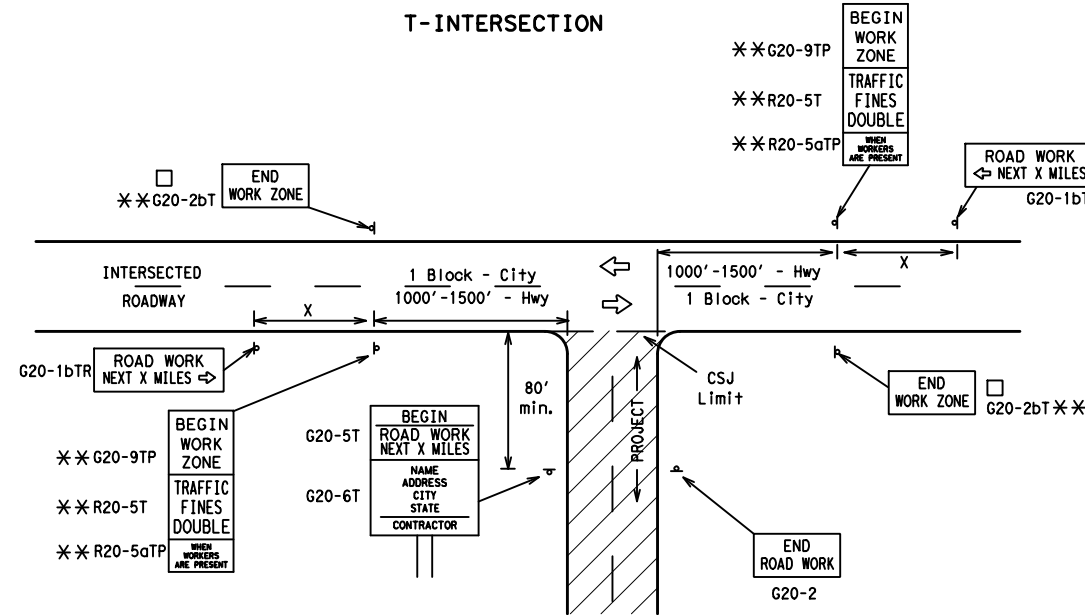 T-INTERSECTION
BEGIN
WORK
ZONE
TRAFFIC
FINES
DOUBLE
WHEN
WORKERS
ARE PRESENT
**G20-9TP
**R20-5T
**R20-5aTP
ROAD WORK
⇦ NEXT X MILES
G20-1bT
□
**G20-2bT
END
WORK ZONE
INTERSECTED
ROADWAY
1 Block - City
1000'-1500' - Hwy
X
1000'-1500' - Hwy
1 Block - City
X
G20-1bTR
ROAD WORK
NEXT X MILES ⇨
80'
min.
PROJECT
CSJ
Limit
END
WORK ZONE
□
G20-2bT **
** G20-9TP
** R20-5T
** R20-5aTP
BEGIN
WORK
ZONE
TRAFFIC
FINES
DOUBLE
WHEN
WORKERS
ARE PRESENT
G20-5T
G20-6T
BEGIN
ROAD WORK
NEXT X MILES
NAME
ADDRESS
CITY
STATE
CONTRACTOR
END
ROAD WORK
G20-2